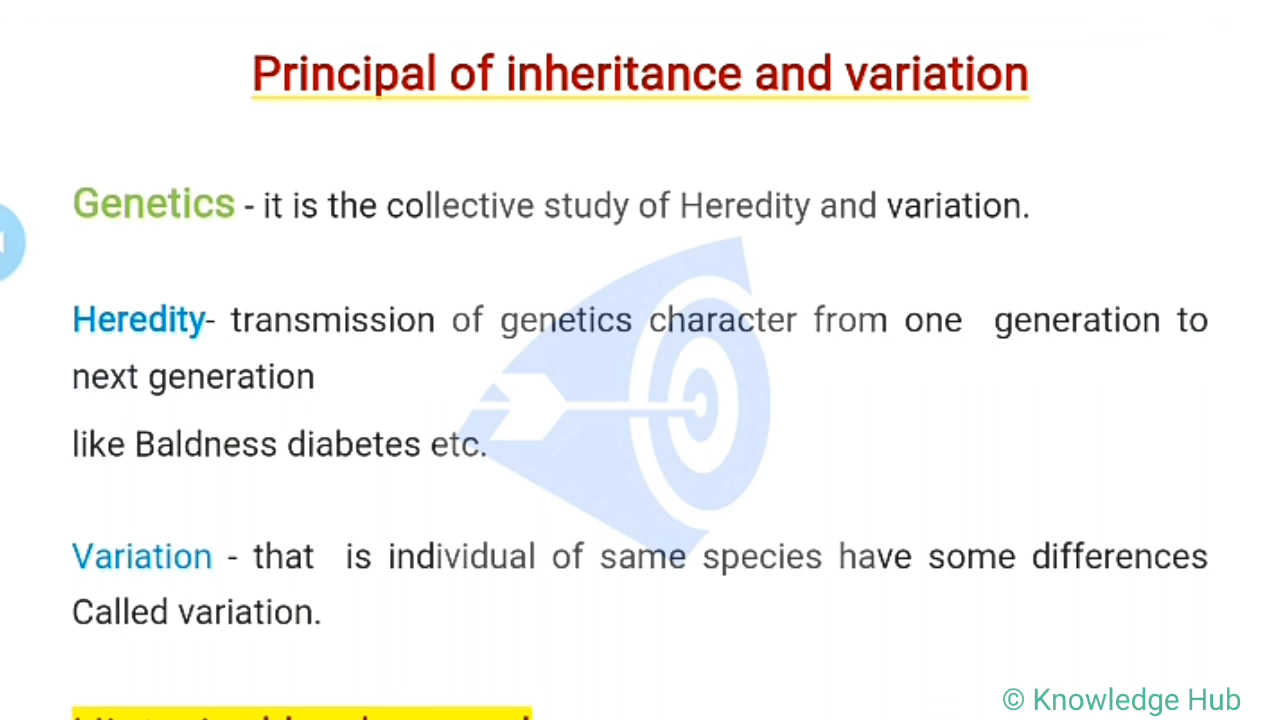 Principal of inheritance and variation
Genetics - it is the collective study of Heredity and variation.
Heredity- transmission of genetics character from one generation to
next generation
like Baldness diabetes etc.
Variation - that is individual of same species have some differences
Called variation.
© Knowledge Hub